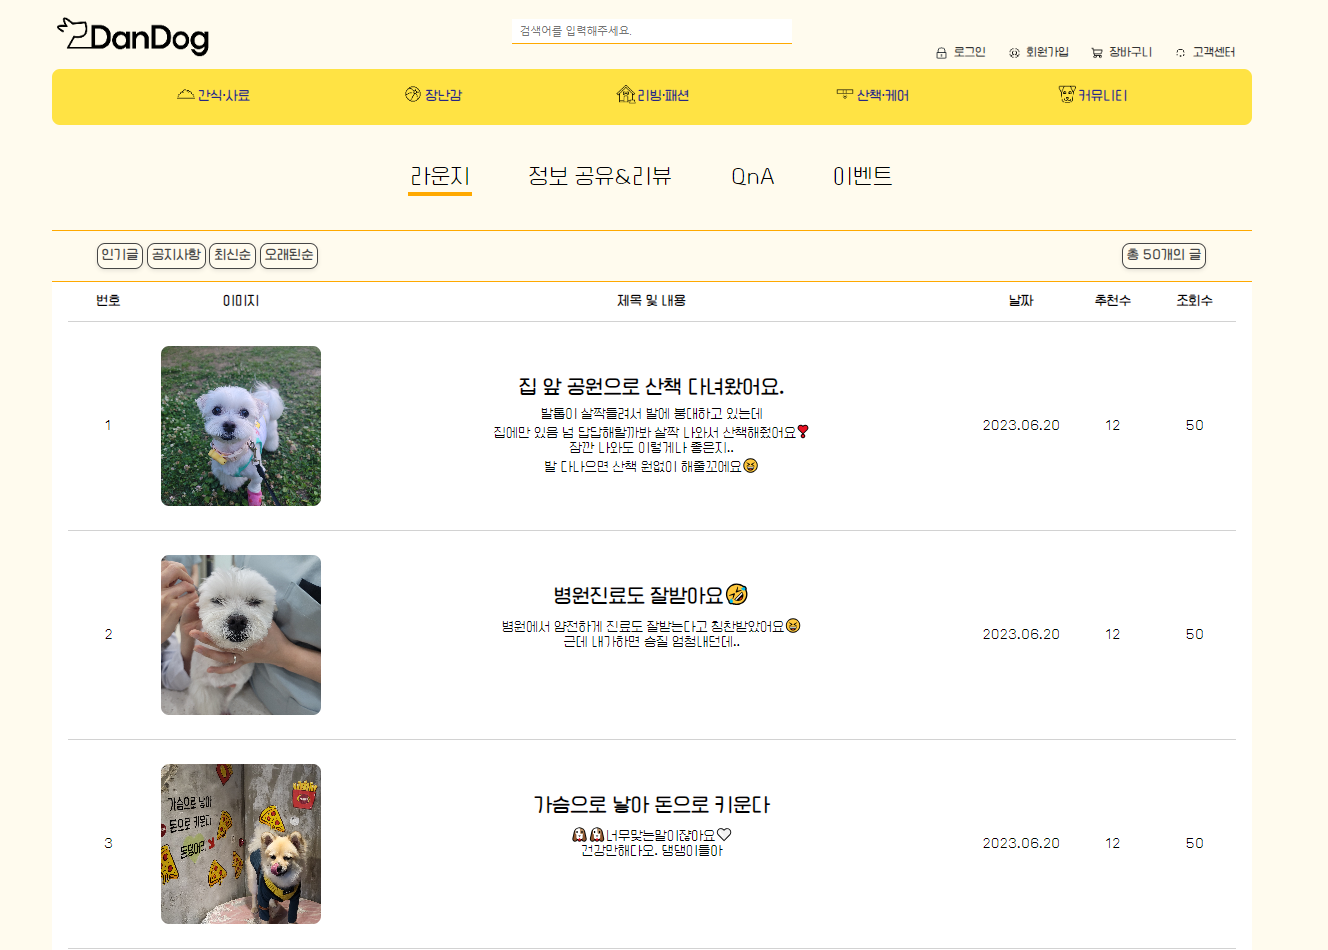 DanDog
검색어를 입력해주세요.
로그인 회원가입 장바구니 고객센터
간식·사료 장난감 리빙·패션 산책·케어 커뮤니티
라운지 정보 공유&리뷰 QnA 이벤트
인기글 공지사항 최신순 오래된순 총 50개의 글
번호 이미지 제목 및 내용 날짜 추천수 조회수
집 앞 공원으로 산책 다녀왔어요.
발톱이 살짝들려서 발에 붕대하고 있는데
1 집에만 있음 넘 답답해할까봐 살짝 나와서 산책해줬어요❣️ 2023.06.20 12 50
잠깐 나와도 이렇게나 좋은지..
발 다나으면 산책 원없이 해줄꼬에요😆
병원진료도 잘받아요🤣
병원에서 얌전하게 진료도 잘받는다고 칭찬받았어요😆
2 근데 내가하면 승질 엄청내던데.. 2023.06.20 12 50
가슴으로 낳아
돈으로 키운다
가슴으로 낳아 돈으로 키운다
🐶🐶너무맞는말이잖아요♡
3 건강만해다오. 댕댕이들아 2023.06.20 12 50